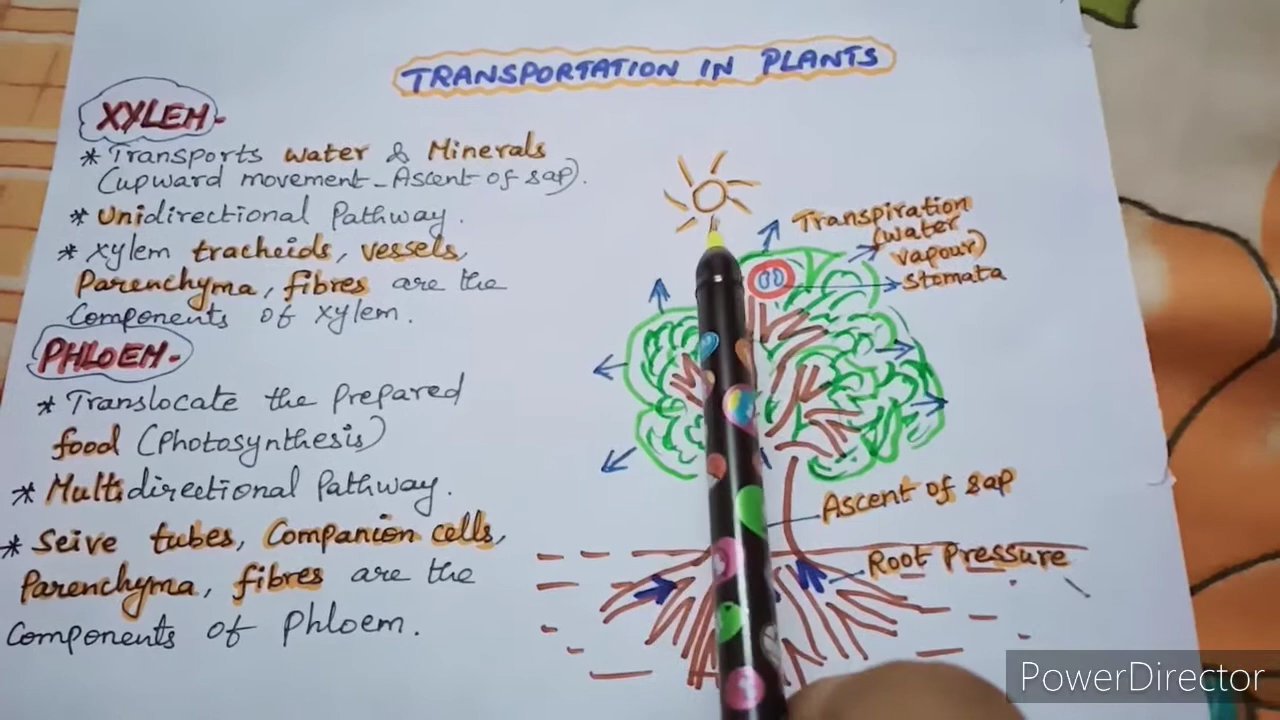 TRANSPORTATION IN PLANTS
XYLEM-
* Transports water & Minerals
(upward movement - Ascent of sap).
* Unidirectional Pathway.
* Xylem tracheids, vessels,
Parenchyma, fibres are the
Components of xylem.
PHLOEM-
* Translocate the prepared
food (Photosynthesis)
* Multidirectional Pathway.
* Seive tubes, Companion cells,
Parenchyma, fibres are the
Components of Phloem.
Transpiration
(water
vapour)
Stomata
Ascent of sap
Root Pressure
PowerDirector